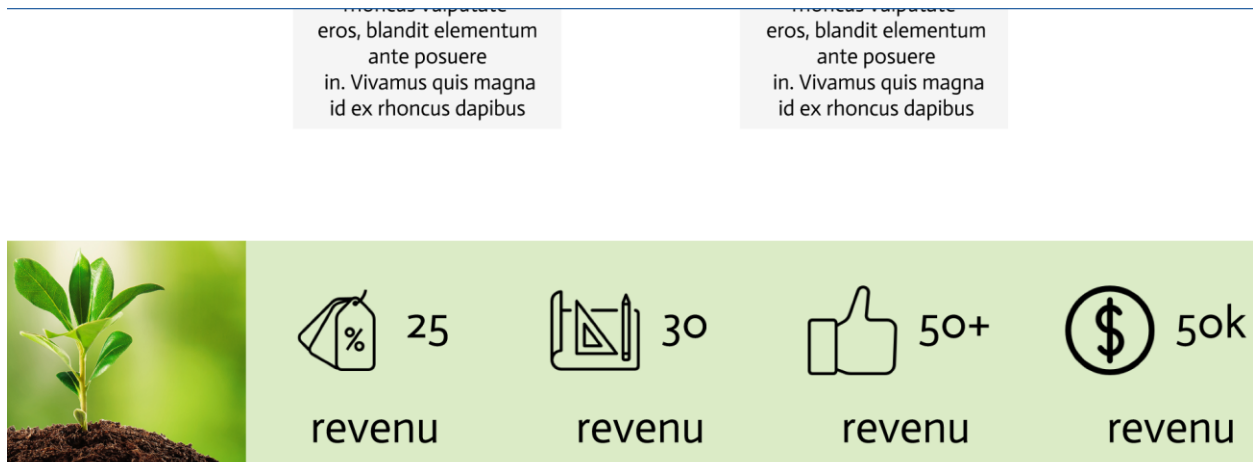 eros, blandit elementum
ante posuere
in. Vivamus quis magna
id ex rhoncus dapibus
eros, blandit elementum
ante posuere
in. Vivamus quis magna
id ex rhoncus dapibus
%
25
30
50+
$
50k
revenu
revenu
revenu
revenu